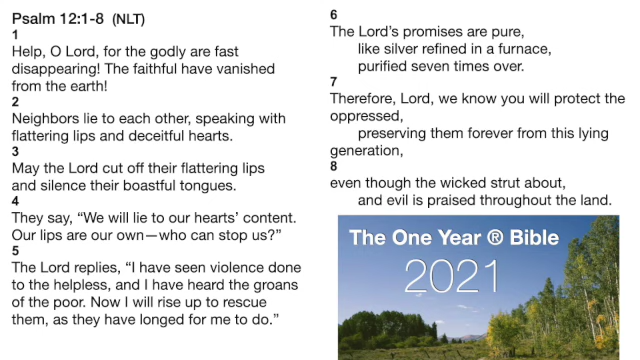 Psalm 12:1-8 (NLT)
1
Help, O Lord, for the godly are fast
disappearing! The faithful have vanished
from the earth!
2
Neighbors lie to each other, speaking with
flattering lips and deceitful hearts.
3
May the Lord cut off their flattering lips
and silence their boastful tongues.
4
They say, “We will lie to our hearts’ content.
Our lips are our own—who can stop us?”
5
The Lord replies, “I have seen violence done
to the helpless, and I have heard the groans
of the poor. Now I will rise up to rescue
them, as they have longed for me to do.”
6
The Lord’s promises are pure,
like silver refined in a furnace,
purified seven times over.
7
Therefore, Lord, we know you will protect the
oppressed,
preserving them forever from this lying
generation,
8
even though the wicked strut about,
and evil is praised throughout the land.
The One Year ® Bible
2021